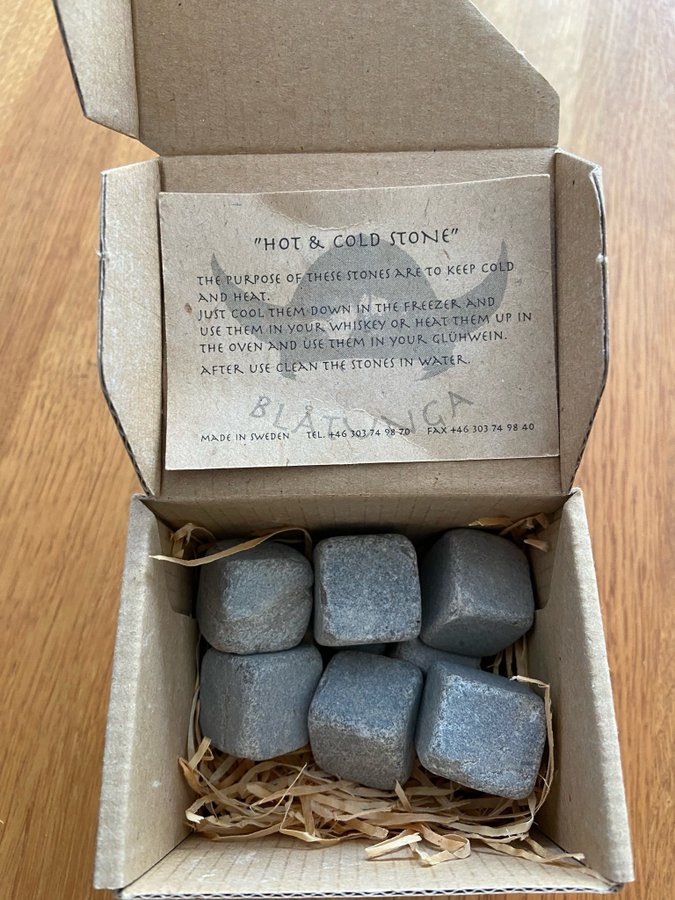 "HOT & COLD STONE"
THE PURPOSE OF THESE STONES ARE TO KEEP COLD
AND HEAT.
JUST COOL THEM DOWN IN THE FREEZER AND
USE THEM IN YOUR WHISKEY OR HEAT THEM UP IN
THE OVEN AND USE THEM IN YOUR GLÜHWEIN.
AFTER USE CLEAN THE STONES IN WATER.
MADE IN SWEDEN TEL. +46 303 74 98 70 FAX +46 303 74 98 40